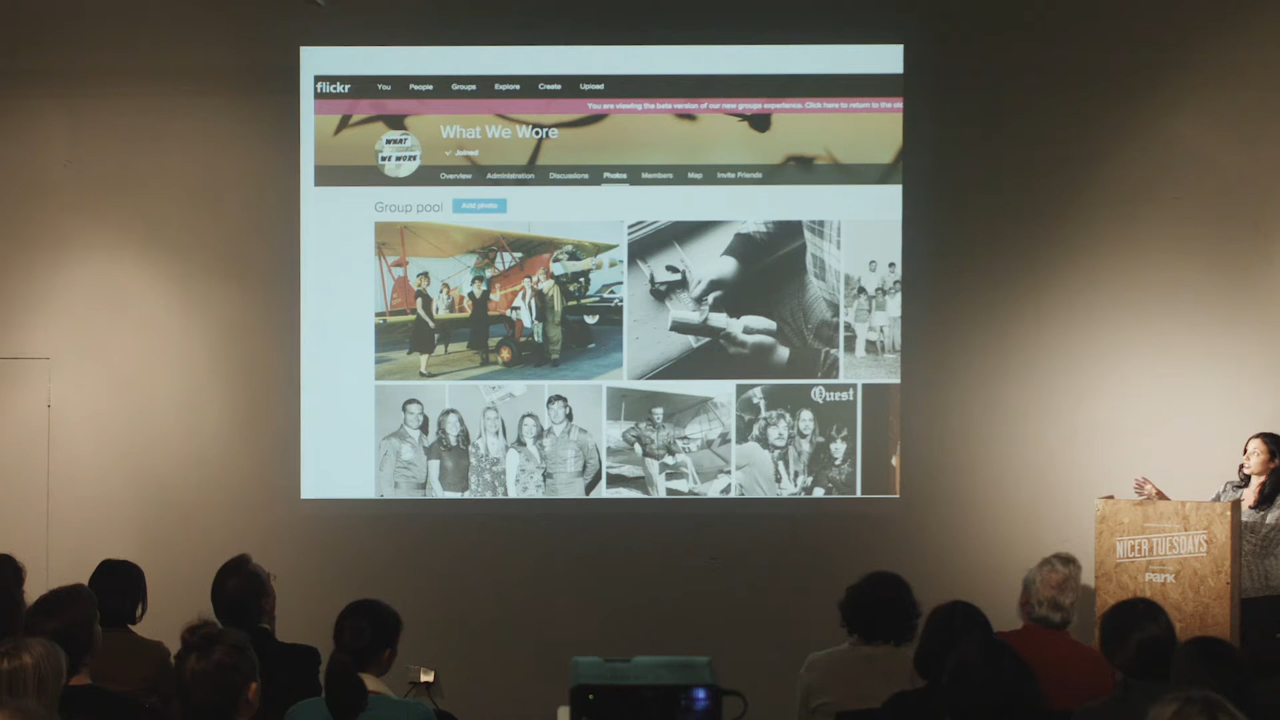 flickr You People Groups Explore Create Upload
You are viewing the beta version of our new groups experience. Click here to return to the
What We Wore
WHAT
WE WORE
Joined
Overview Administration Discussions Photos Members Map Invite Friends
Group pool Add photo
Quest
NICER TUESDAYS
PARK